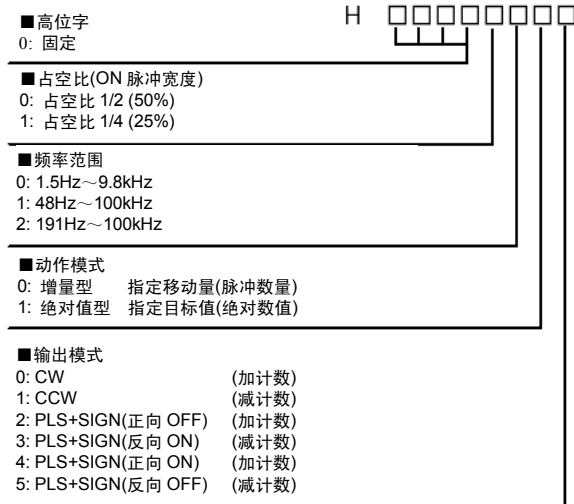 H □□□□□□□□
■高位字
0: 固定
■占空比(ON 脉冲宽度)
0: 占空比 1/2 (50%)
1: 占空比 1/4 (25%)
■频率范围
0: 1.5Hz～9.8kHz
1: 48Hz～100kHz
2: 191Hz～100kHz
■动作模式
0: 增量型 指定移动量(脉冲数量)
1: 绝对值型 指定目标值(绝对数值)
■输出模式
0: CW (加计数)
1: CCW (减计数)
2: PLS+SIGN(正向 OFF) (加计数)
3: PLS+SIGN(反向 ON) (减计数)
4: PLS+SIGN(正向 ON) (加计数)
5: PLS+SIGN(反向 OFF) (减计数)